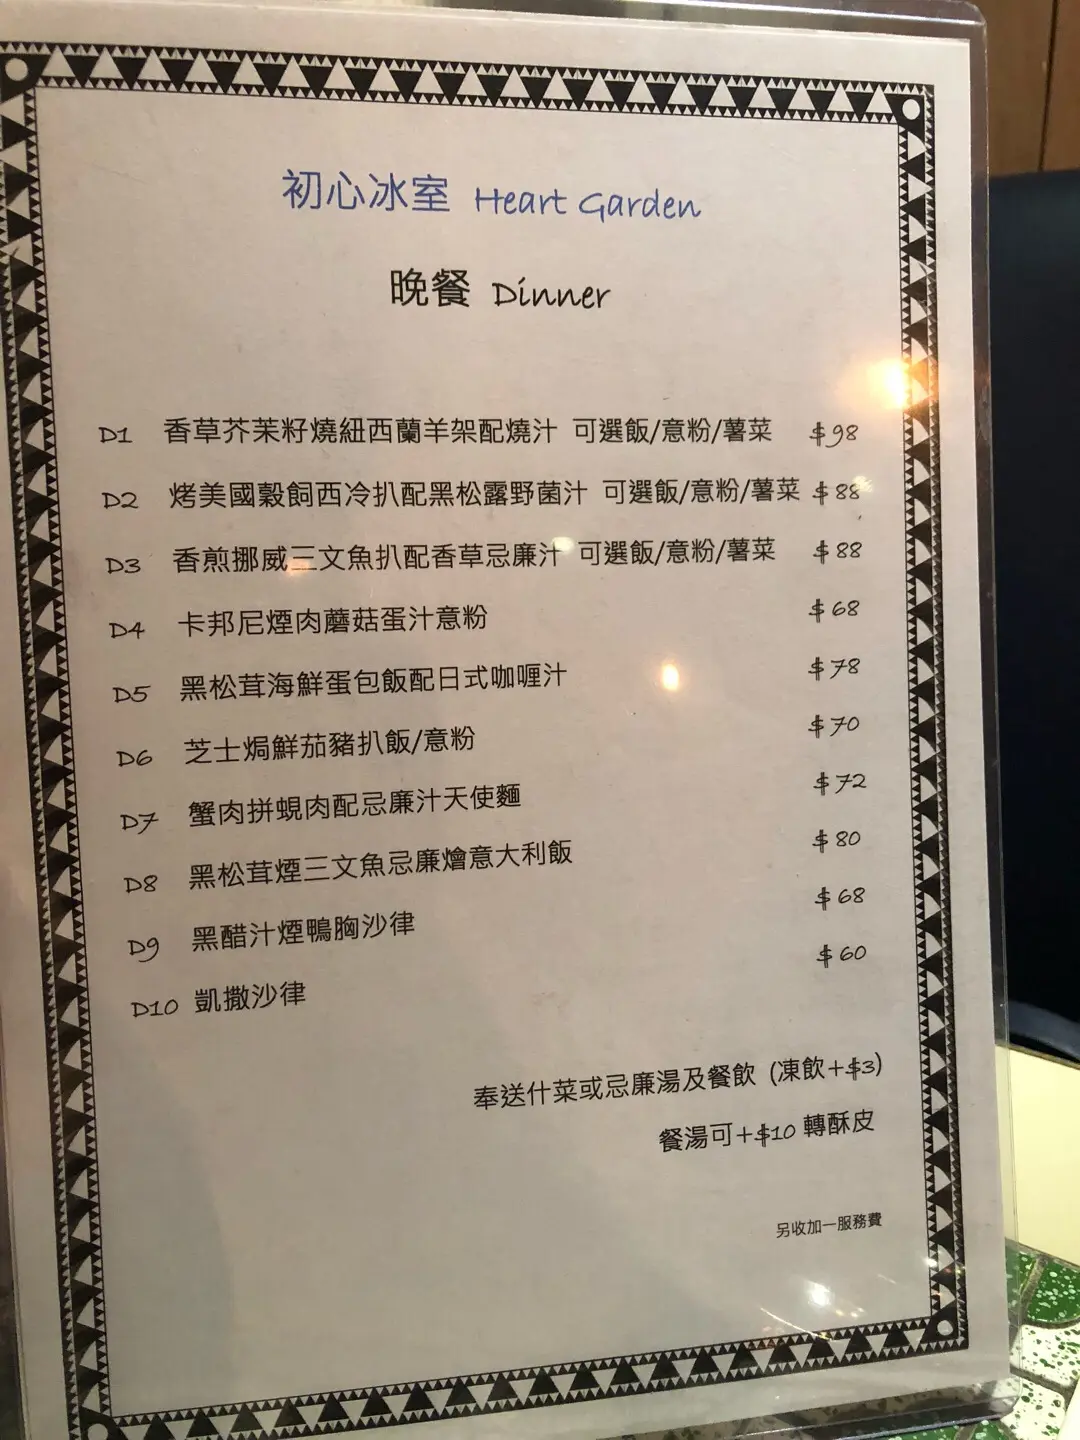 初心冰室 Heart Garden
晚餐 Dinner
D1 香草芥茉籽燒紐西蘭羊架配燒汁 可選飯/意粉/薯菜 $98
D2 烤美國穀飼西冷扒配黑松露野菌汁 可選飯/意粉/薯菜 $88
D3 香煎挪威三文魚扒配香草忌廉汁 可選飯/意粉/薯菜 $88
D4 卡邦尼煙肉蘑菇蛋汁意粉 $68
D5 黑松茸海鮮蛋包飯配日式咖喱汁 $78
D6 芝士焗鮮茄豬扒飯/意粉 $70
D7 蟹肉拼蜆肉配忌廉汁天使麵 $72
D8 黑松茸煙三文魚忌廉燴意大利飯 $80
D9 黑醋汁煙鴨胸沙律 $68
D10 凱撒沙律 $60
奉送什菜或忌廉湯及餐飲 (凍飲+$3)
餐湯可+$10 轉酥皮
另收加一服務費